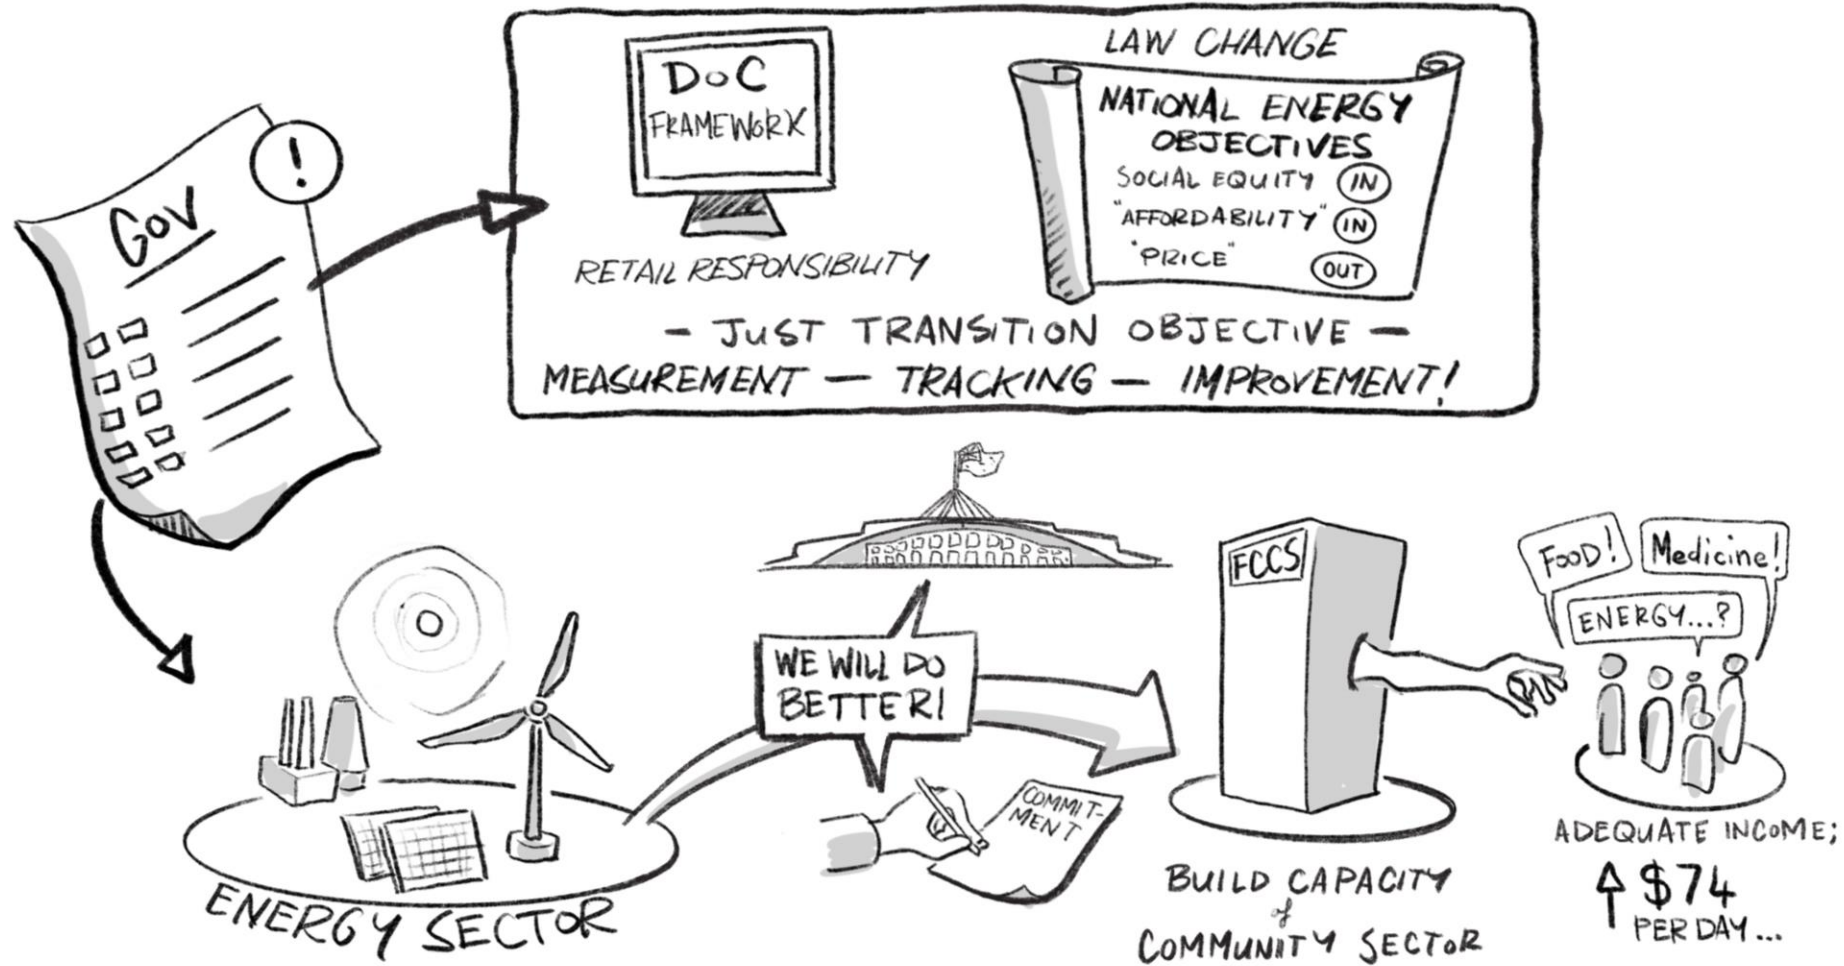 !
GOV
DoC
FRAMEWORK
RETAIL RESPONSIBILITY
LAW CHANGE
NATIONAL ENERGY
OBJECTIVES
SOCIAL EQUITY IN
"AFFORDABILITY" IN
"PRICE" OUT
- JUST TRANSITION OBJECTIVE -
MEASUREMENT - TRACKING - IMPROVEMENT!
ENERGY SECTOR
WE WILL DO
BETTER!
COMMIT-
MENT
FCCS
BUILD CAPACITY
of
COMMUNITY SECTOR
FOOD!
Medicine!
ENERGY...?
ADEQUATE INCOME;
$74
PER DAY...